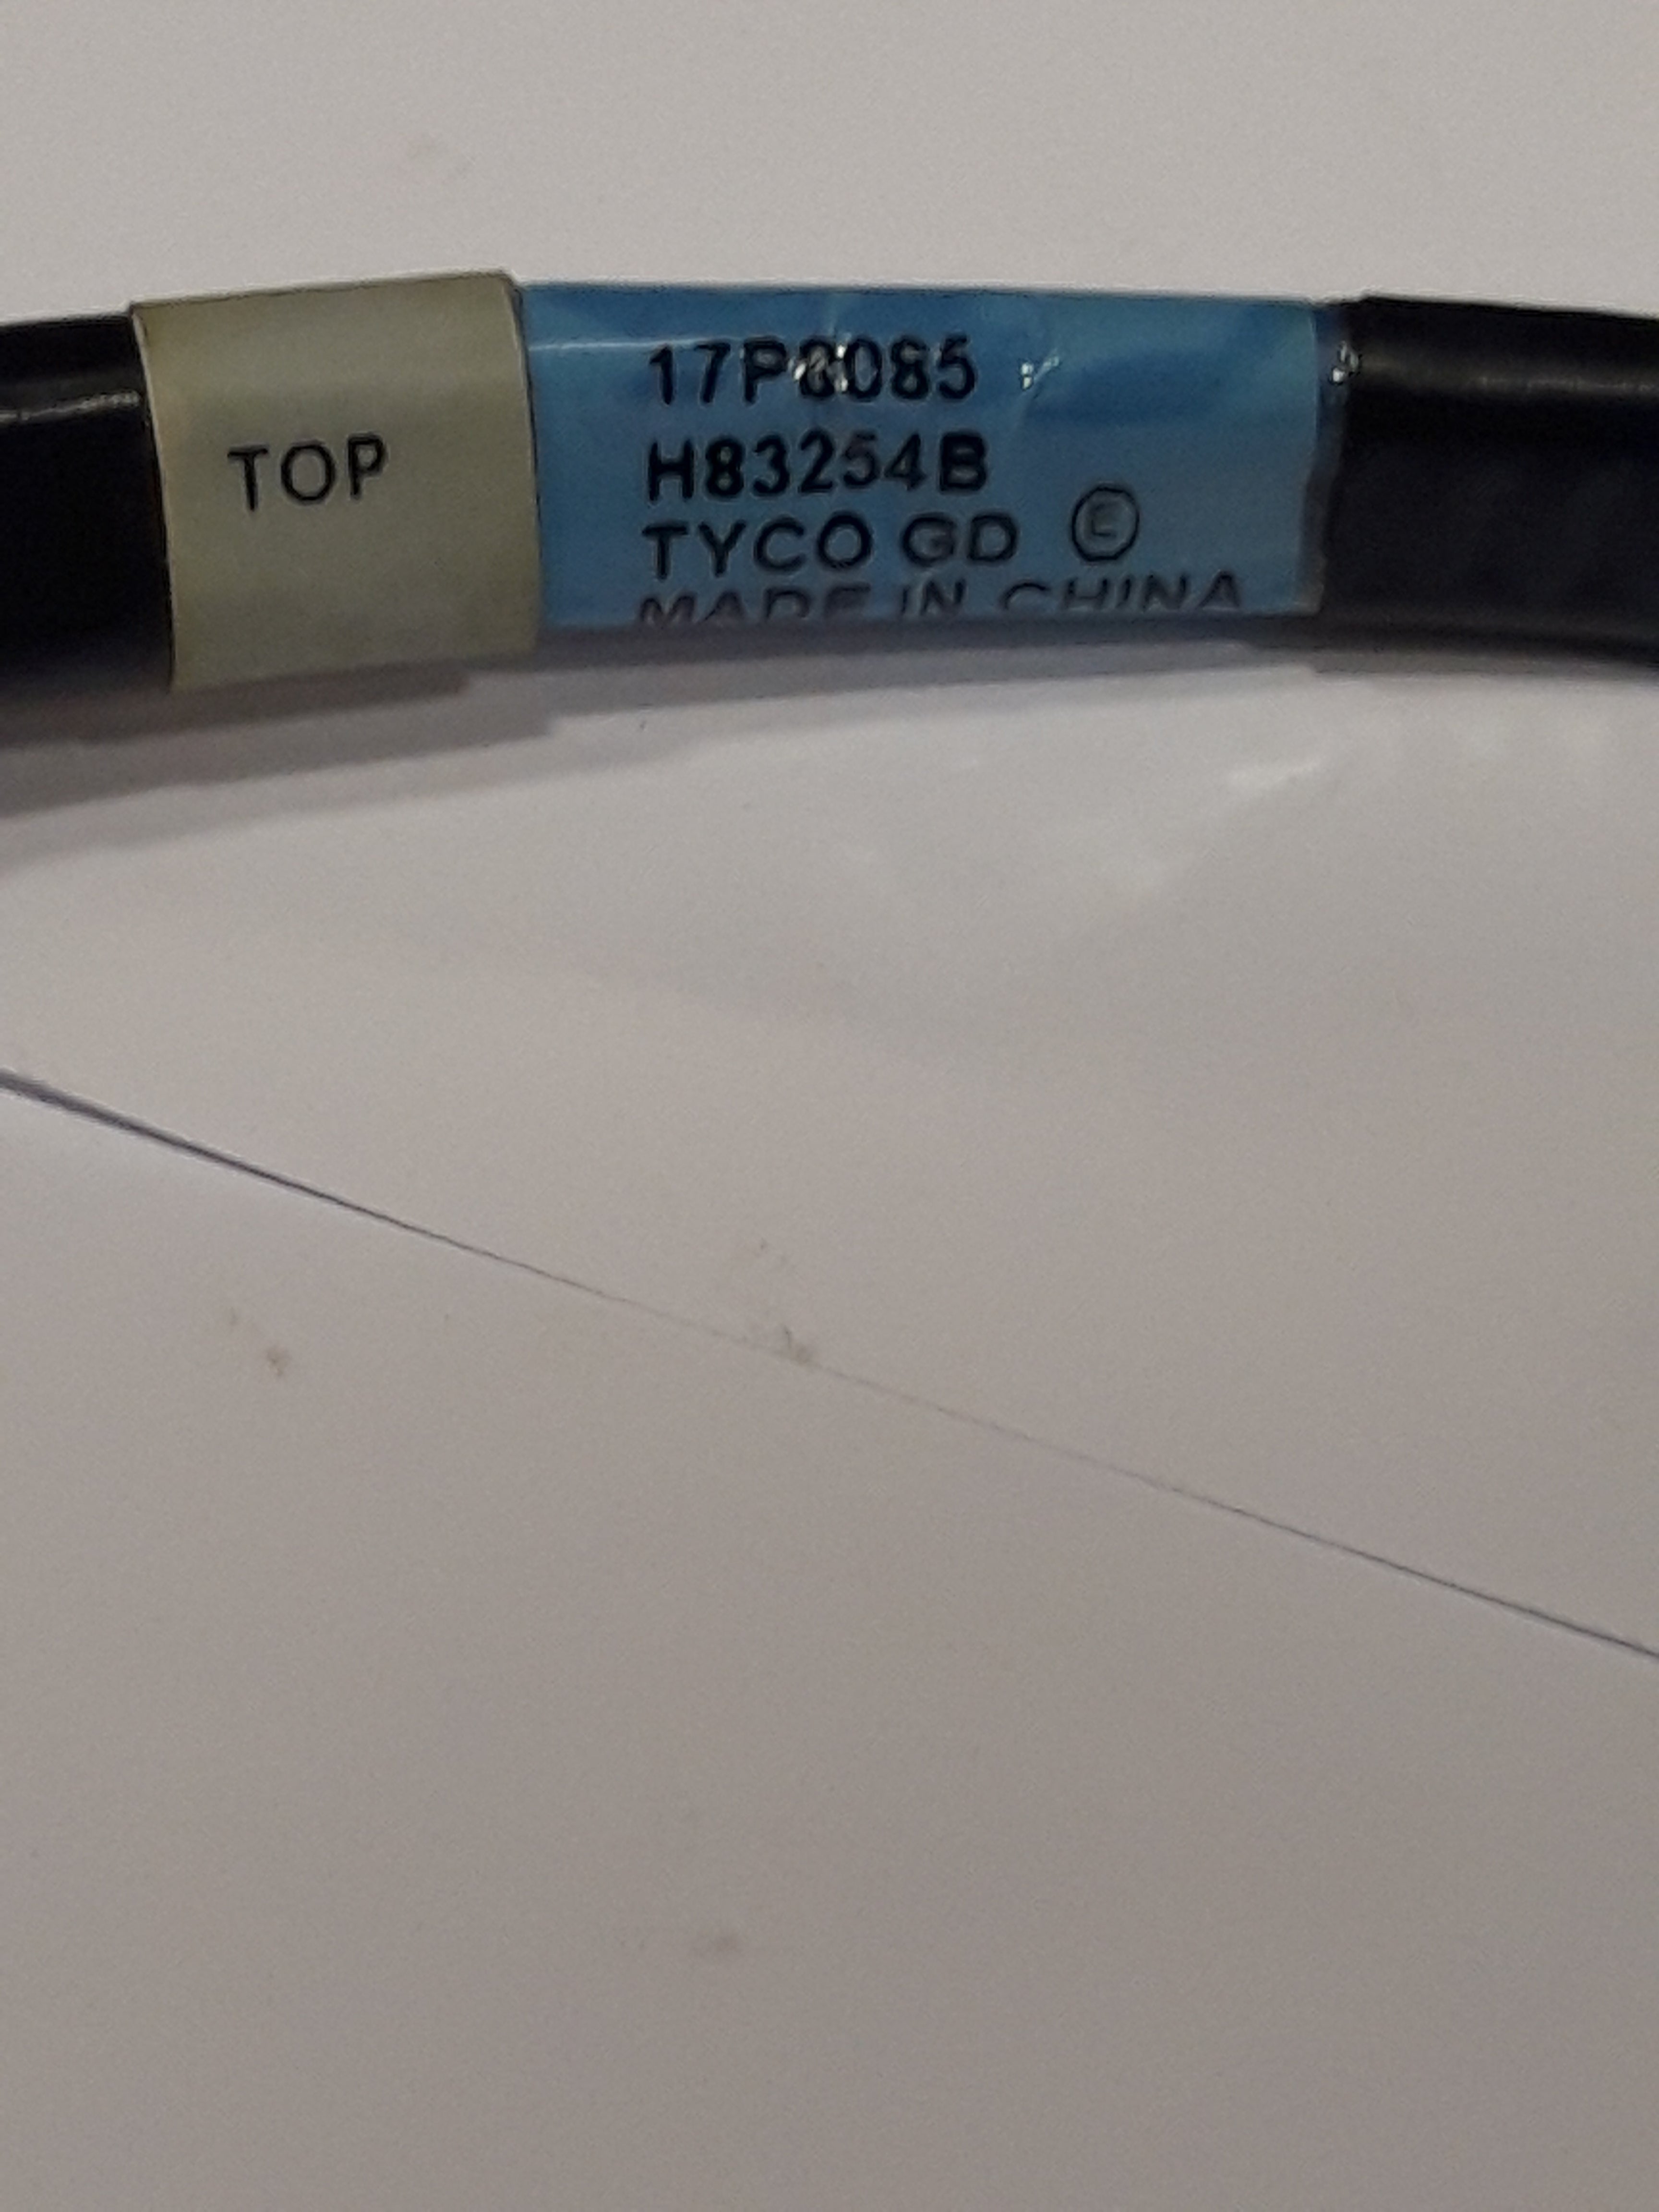 TOP
17P8085
H83254B
TYCO GD Ⓔ
MADE IN CHINA